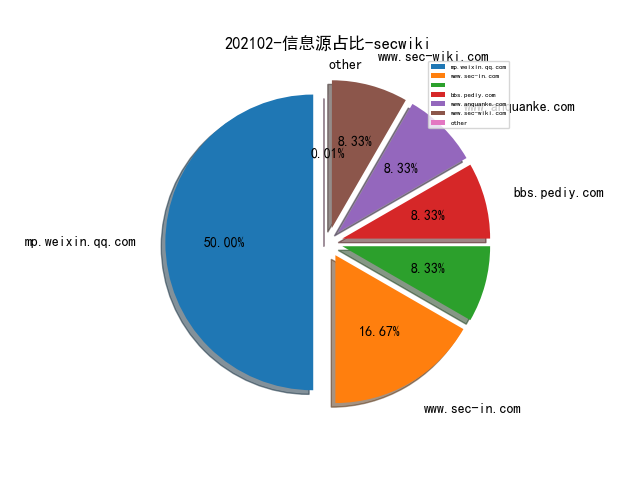 202102-信息源占比-secwiki
other
www.sec-wiki.com
mp.weixin.qq.com
www.sec-in.com
bbs.pediy.com
www.anquanke.com
www.sec-wiki.com
other
www.anquanke.com
0.01%
8.33%
8.33%
bbs.pediy.com
8.33%
mp.weixin.qq.com
50.00%
8.33%
16.67%
www.sec-in.com